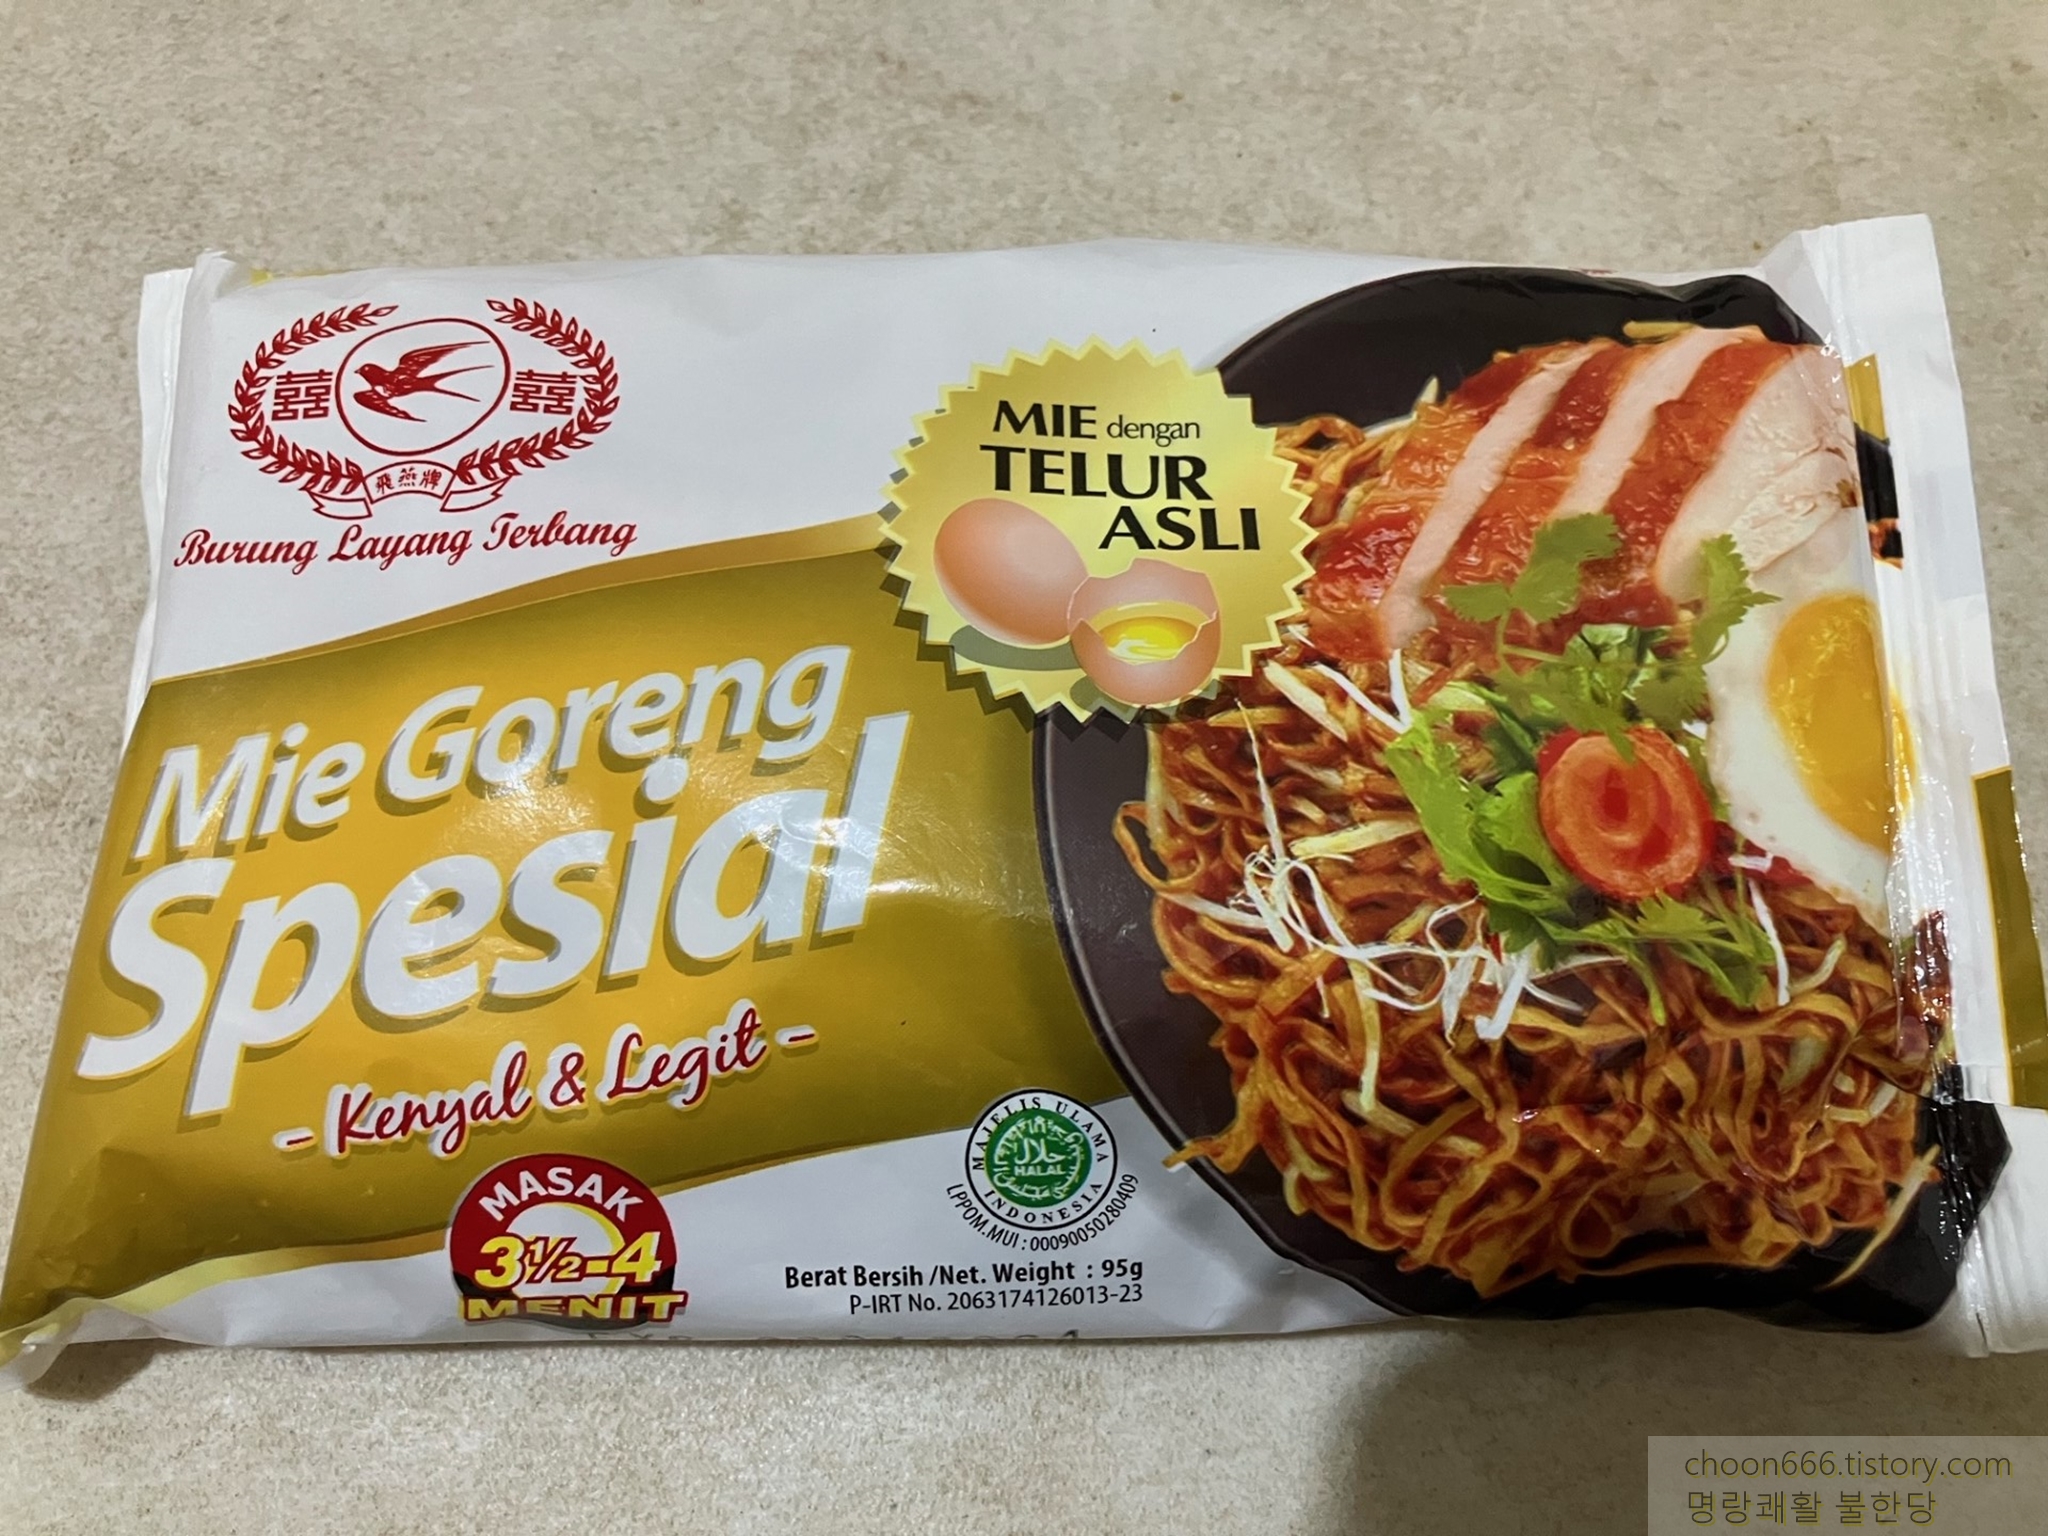 囍 囍
飛燕牌
Burung Layang Terbang
MIE dengan
TELUR
ASLI
Mie Goreng
Spesial
- Kenyal & Legit -
MASAK
3½-4
MENIT
MAJELIS ULAMA
حلال
HALAL
INDONESIA
LPPOM.MUI : 00090050280409
Berat Bersih /Net. Weight : 95g
P-IRT No. 2063174126013-23
choon666.tistory.com
명랑쾌활 불한당